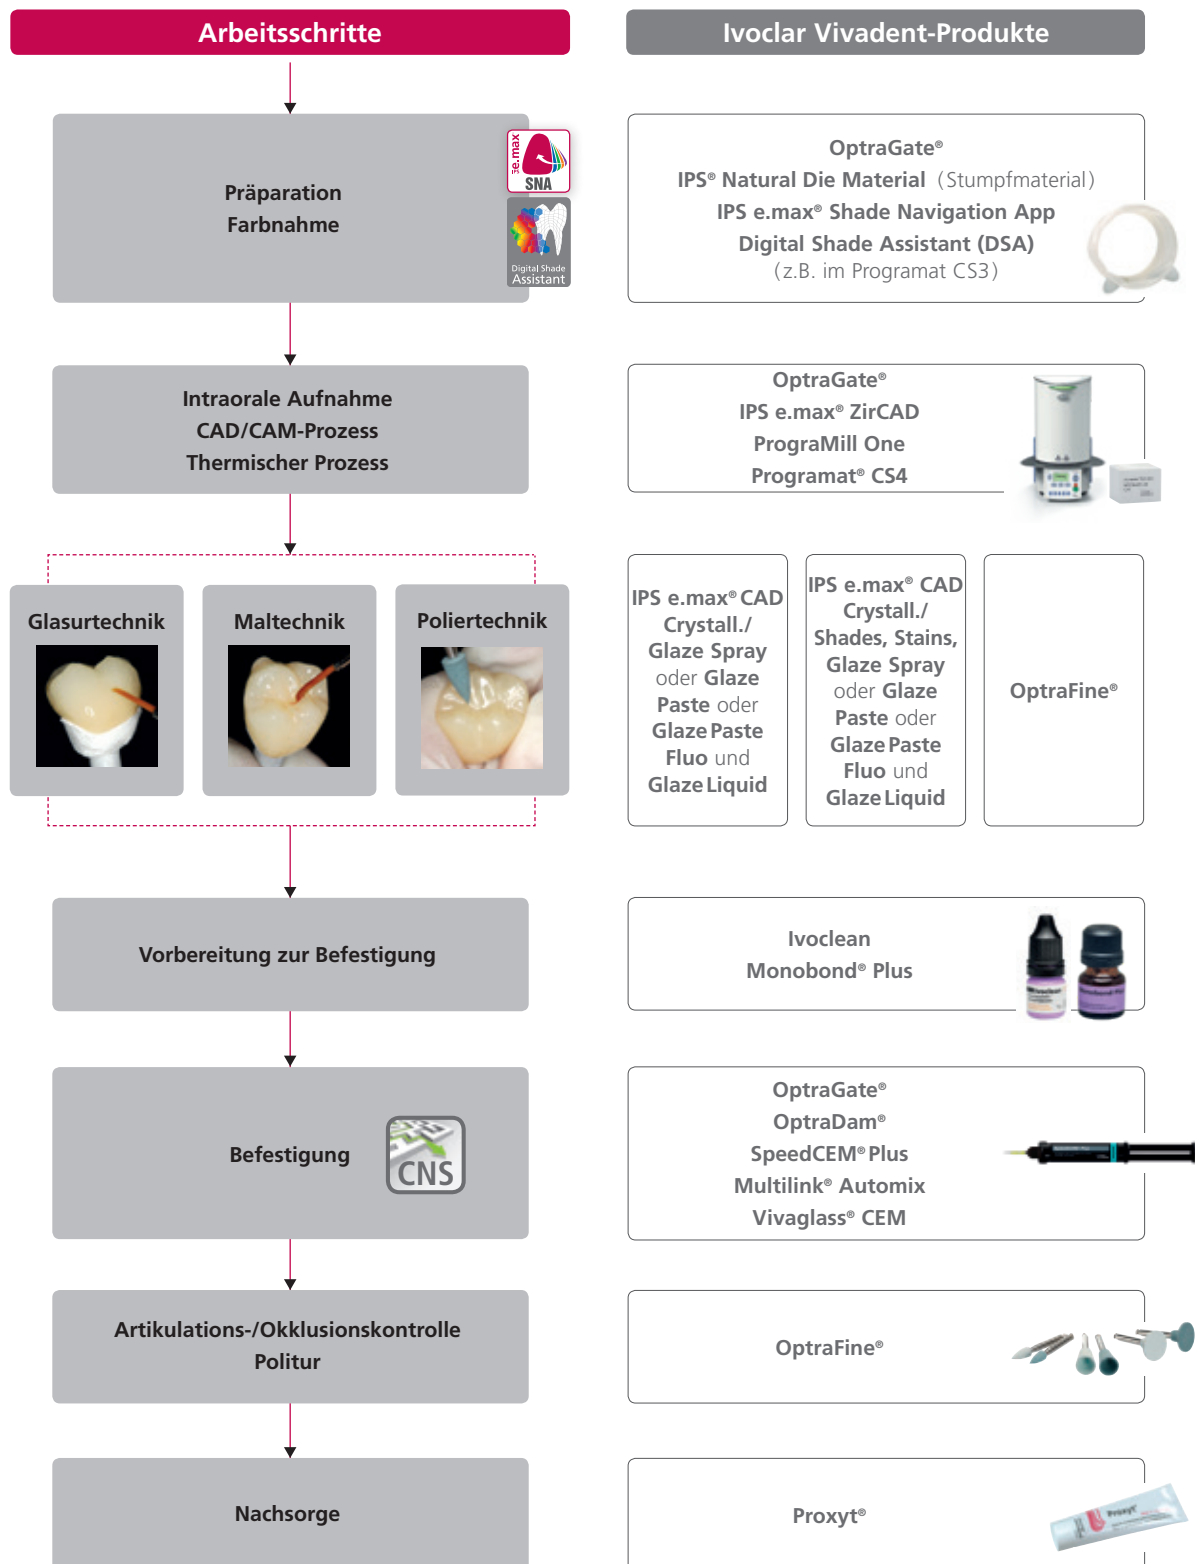 Arbeitsschritte
Ivoclar Vivadent-Produkte
Präparation
Farbnahme
e.max
SNA
Digital Shade
Assistant
OptraGate®
IPS® Natural Die Material (Stumpfmaterial)
IPS e.max® Shade Navigation App
Digital Shade Assistant (DSA)
(z.B. im Programat CS3)
Intraorale Aufnahme
CAD/CAM-Prozess
Thermischer Prozess
OptraGate®
IPS e.max® ZirCAD
PrograMill One
Programat® CS4
Glasurtechnik
Maltechnik
Poliertechnik
IPS e.max® CAD
Crystall./
Glaze Spray
oder Glaze
Paste oder
Glaze Paste
Fluo und
Glaze Liquid
IPS e.max® CAD
Crystall./
Shades, Stains,
Glaze Spray
oder Glaze
Paste oder
Glaze Paste
Fluo und
Glaze Liquid
OptraFine®
Vorbereitung zur Befestigung
Ivoclean
Monobond® Plus
Ivoclean
Monobond Plus
Befestigung
CNS
OptraGate®
OptraDam®
SpeedCEM® Plus
Multilink® Automix
Vivaglass® CEM
Artikulations-/Okklusionskontrolle
Politur
OptraFine®
Nachsorge
Proxyt®
Proxyt®